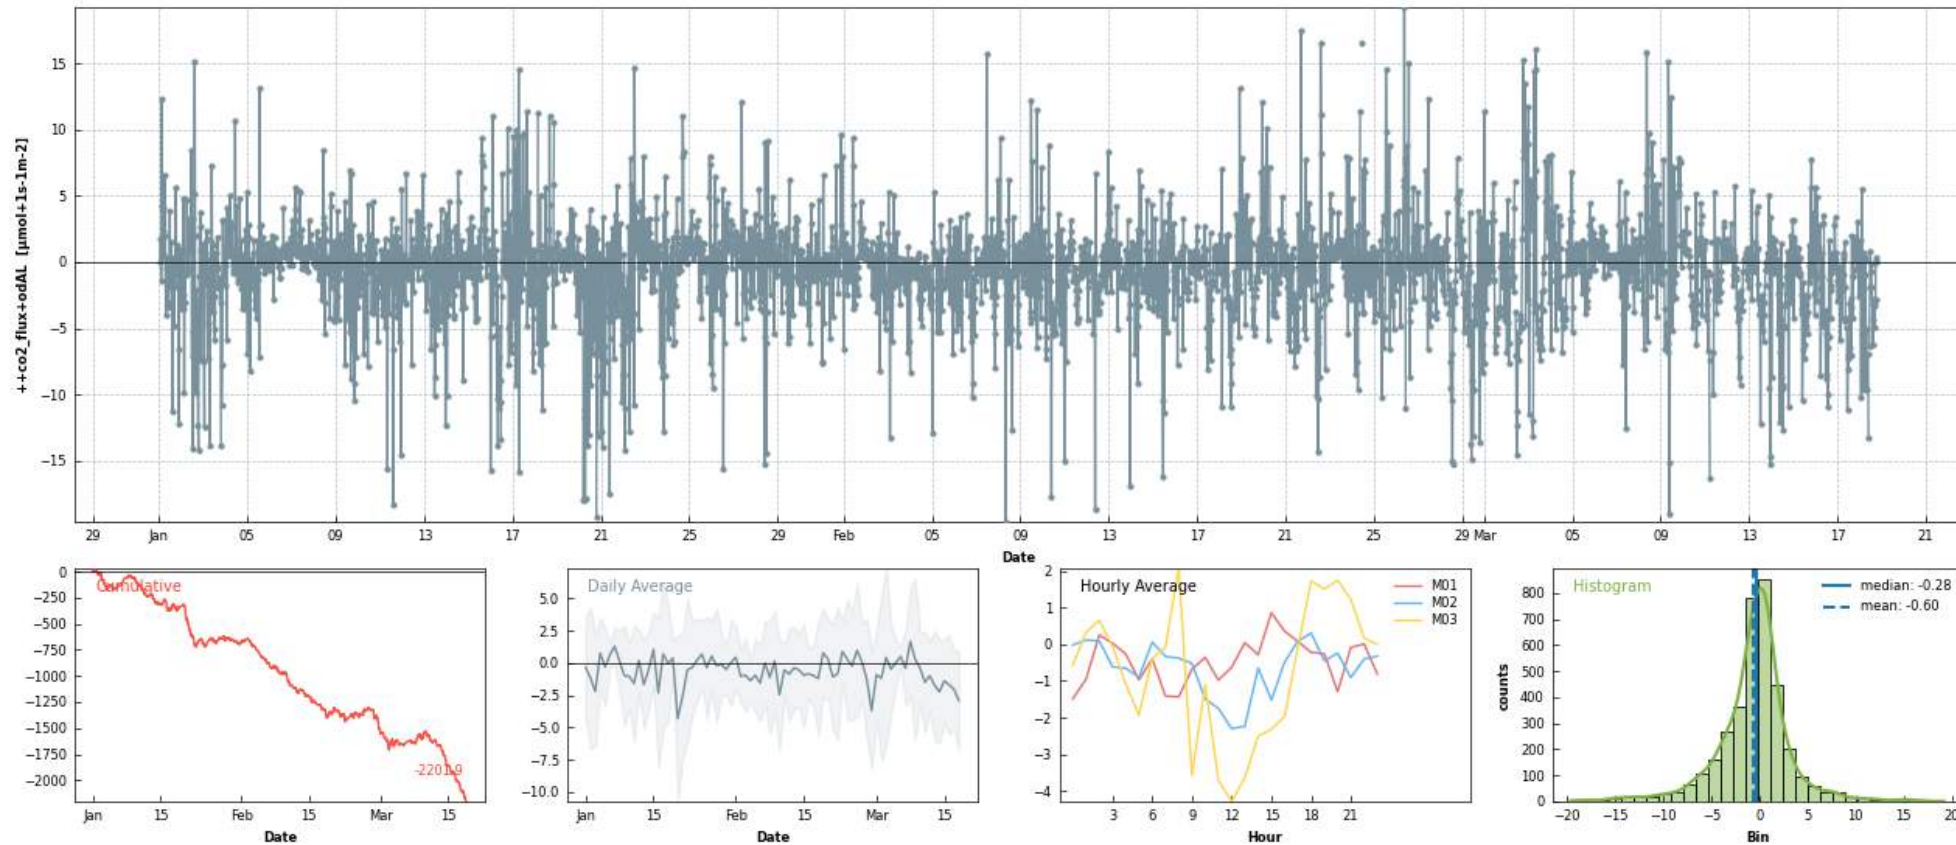 ++co2_flux+odAL [µmol+1s-1m-2]
15
10
5
0
−5
−10
−15
29 Jan 05 09 13 17 21 25 29 Feb 05 09 13 17 21 25 29 Mar 05 09 13 17 21
Date
Cumulative
0
−250
−500
−750
−1000
−1250
−1500
−1750
−2000
-2201.9
Jan 15 Feb 15 Mar 15
Date
Daily Average
5.0
2.5
0.0
−2.5
−5.0
−7.5
−10.0
Jan 15 Feb 15 Mar 15
Date
Hourly Average
M01
M02
M03
2
1
0
−1
−2
−3
−4
3 6 9 12 15 18 21
Hour
Histogram
median: -0.28
mean: -0.60
counts
800
700
600
500
400
300
200
100
0
−20 −15 −10 −5 0 5 10 15 20
Bin